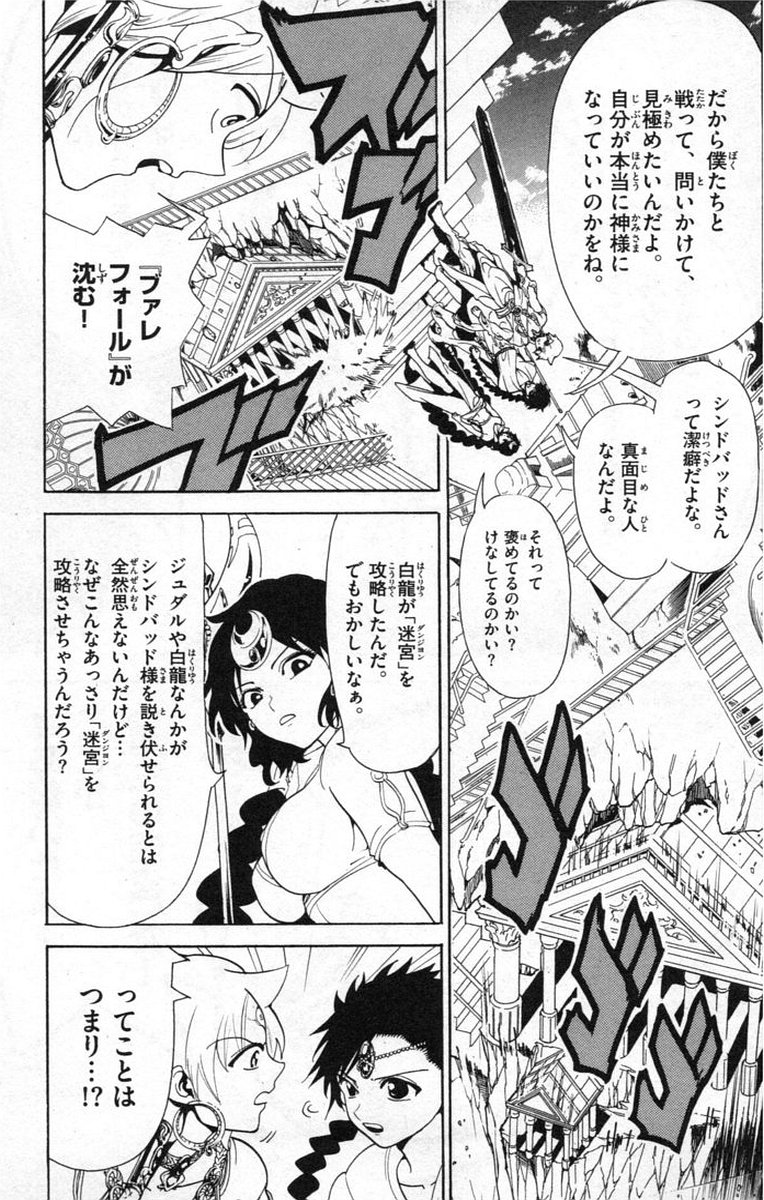 だから僕たちと
戦って、問いかけて、
見極めたいんだよ。
自分が本当に神様に
なっていいのかをね。
シンドバッドさん
って潔癖だよな。
真面目な人
なんだよ。
それって
褒めてるのかい?
けなしてるのかい?
ズズズ
ズズズ
『ブァレ
フォール』が
沈む!
白龍が「迷宮」を
攻略したんだ。
でもおかしいなぁ。
ジュダルや白龍なんかが
シンドバッド様を説き伏せられるとは
全然思えないんだけど…
なぜこんなあっさり「迷宮」を
攻略させちゃうんだろう?
ってことは
つまり…!?